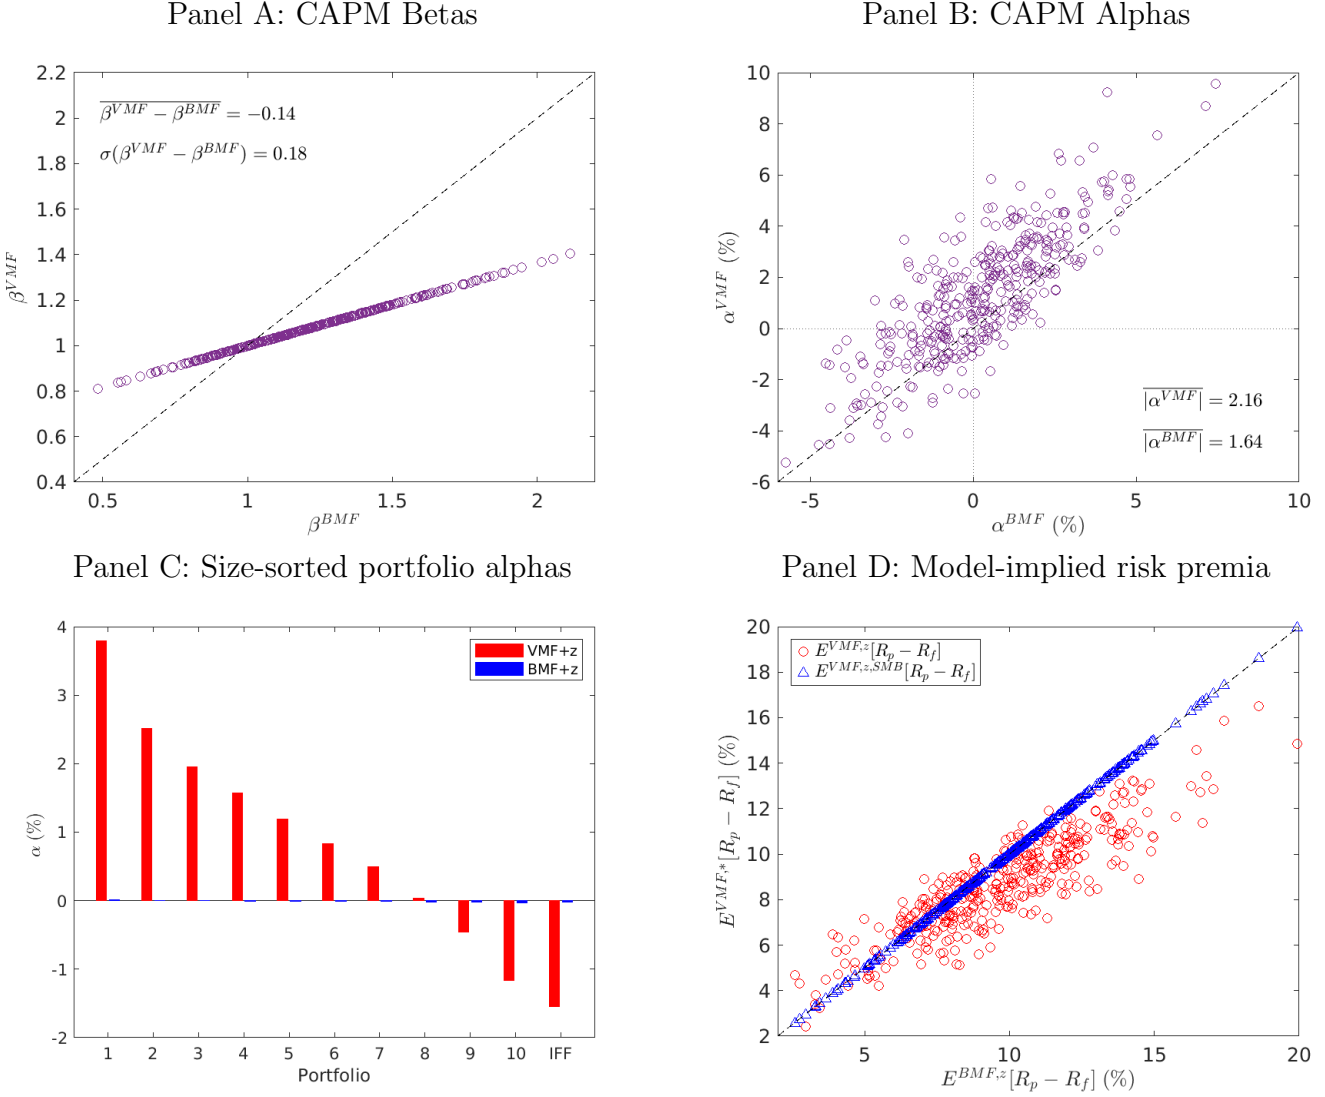 Panel A: CAPM Betas
2.2
2
1.8
1.6
1.4
1.2
1
0.8
0.6
0.4
β^VMF
β^VMF − β^BMF = −0.14
σ(β^VMF − β^BMF) = 0.18
0.5 1 1.5 2
β^BMF
Panel B: CAPM Alphas
10
8
6
4
2
0
-2
-4
-6
α^VMF (%)
|α^VMF| = 2.16
|α^BMF| = 1.64
-5 0 5 10
α^BMF (%)
Panel C: Size-sorted portfolio alphas
4
3
2
1
0
-1
-2
α (%)
VMF+z
BMF+z
1 2 3 4 5 6 7 8 9 10 IFF
Portfolio
Panel D: Model-implied risk premia
20
18
16
14
12
10
8
6
4
2
E^VMF,*[R_p − R_f] (%)
E^VMF,z[R_p − R_f]
E^VMF,z,SMB[R_p − R_f]
5 10 15 20
E^BMF,z[R_p − R_f] (%)